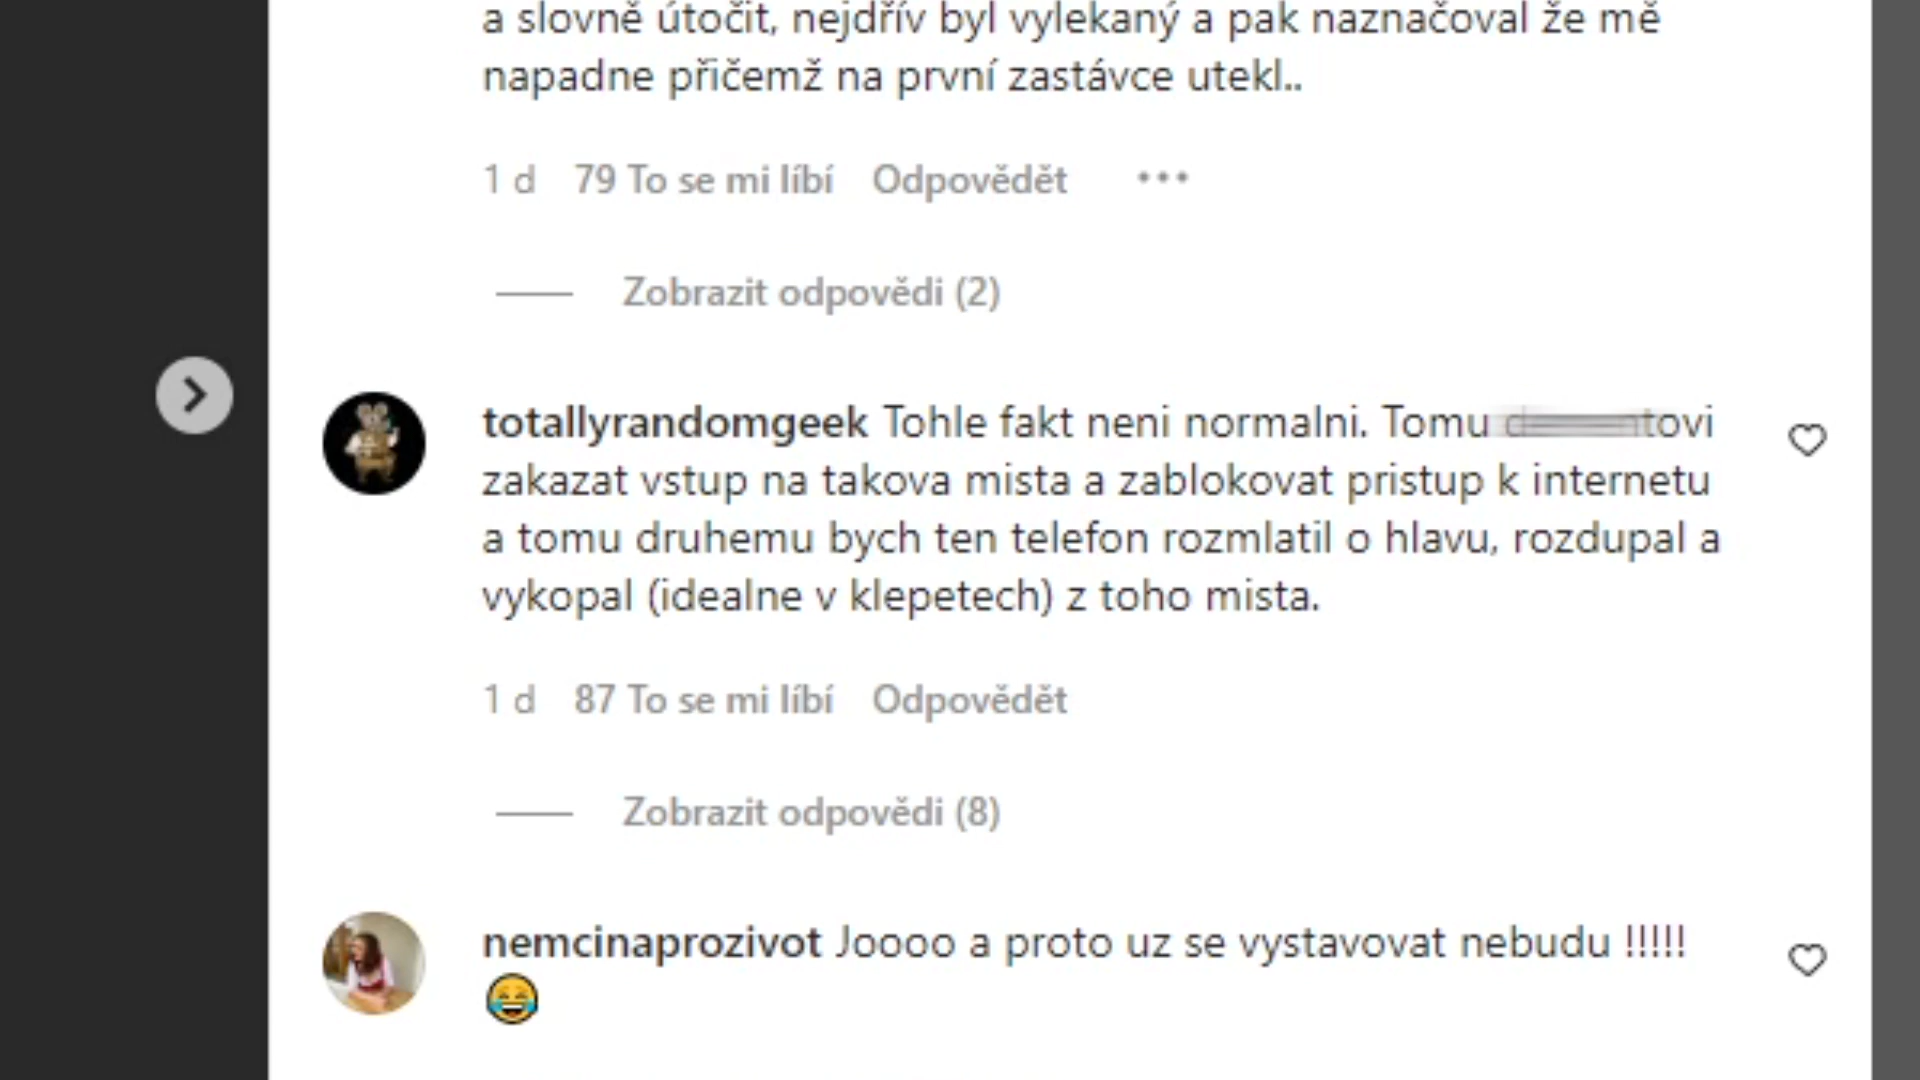 a slovně útočit, nejdřív byl vylekaný a pak naznačoval že mě
napadne přičemž na první zastávce utekl..
1 d 79 To se mi líbí Odpovědět •••
Zobrazit odpovědi (2)
totallyrandomgeek Tohle fakt neni normalni. Tomu
zakazat vstup na takova mista a zablokovat pristup k internetu
a tomu druhemu bych ten telefon rozmlatil o hlavu, rozdupal a
vykopal (idealne v klepetech) z toho mista.
1 d 87 To se mi líbí Odpovědět
Zobrazit odpovědi (8)
nemcinaprozivot Joooo a proto uz se vystavovat nebudu !!!!!
😂